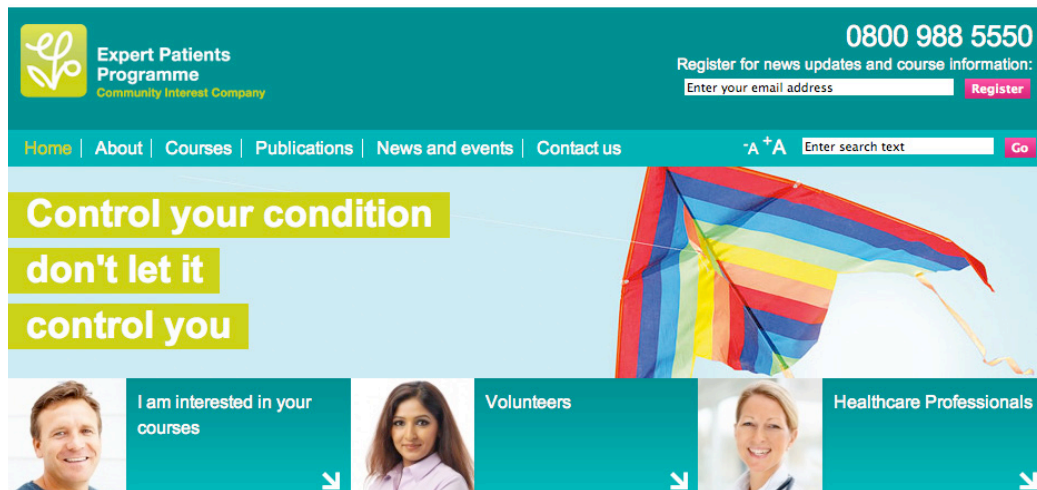 Expert Patients
Programme
Community Interest Company
0800 988 5550
Register for news updates and course information:
Enter your email address
Register
Home | About | Courses | Publications | News and events | Contact us
-A +A
Enter search text
Go
Control your condition
don't let it
control you
I am interested in your
courses
Volunteers
Healthcare Professionals